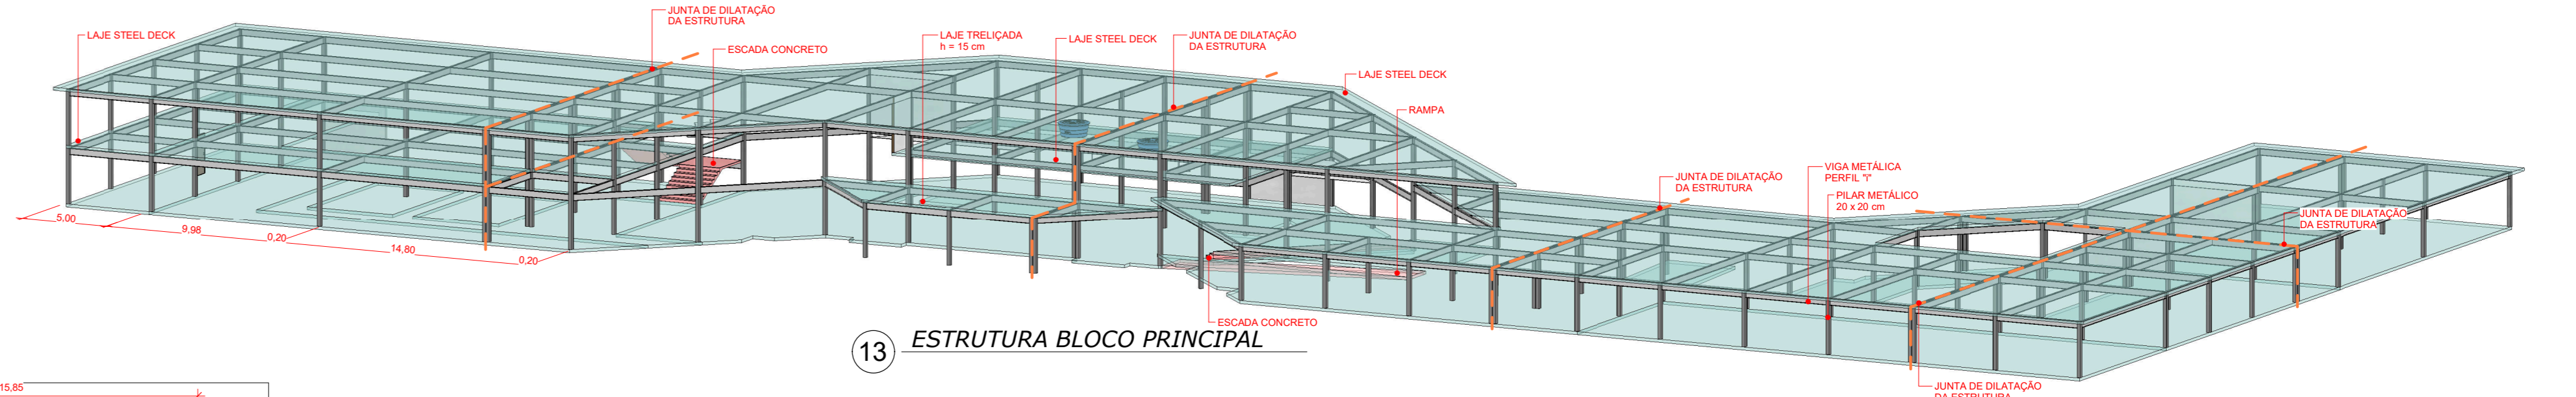 JUNTA DE DILATAÇÃO
DA ESTRUTURA
LAJE STEEL DECK
ESCADA CONCRETO
LAJE TRELIÇADA
h = 15 cm
LAJE STEEL DECK
JUNTA DE DILATAÇÃO
DA ESTRUTURA
LAJE STEEL DECK
RAMPA
JUNTA DE DILATAÇÃO
DA ESTRUTURA
VIGA METÁLICA
PERFIL "I"
PILAR METÁLICO
20 x 20 cm
JUNTA DE DILATAÇÃO
DA ESTRUTURA
5,00
9,98
0,20
14,80
0,20
ESCADA CONCRETO
13 ESTRUTURA BLOCO PRINCIPAL
15,85
JUNTA DE DILATAÇÃO
DA ESTRUTURA